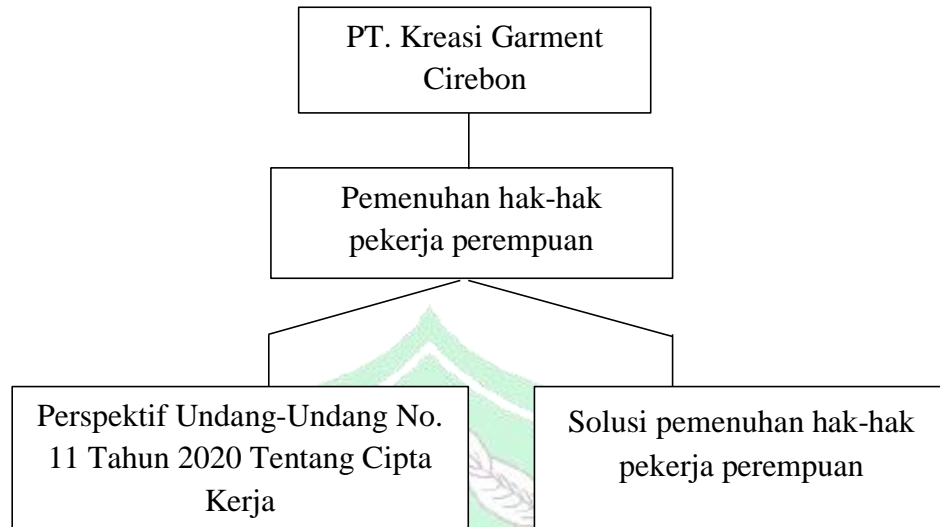 PT. Kreasi Garment
Cirebon
Pemenuhan hak-hak
pekerja perempuan
Perspektif Undang-Undang No.
11 Tahun 2020 Tentang Cipta
Kerja
Solusi pemenuhan hak-hak
pekerja perempuan